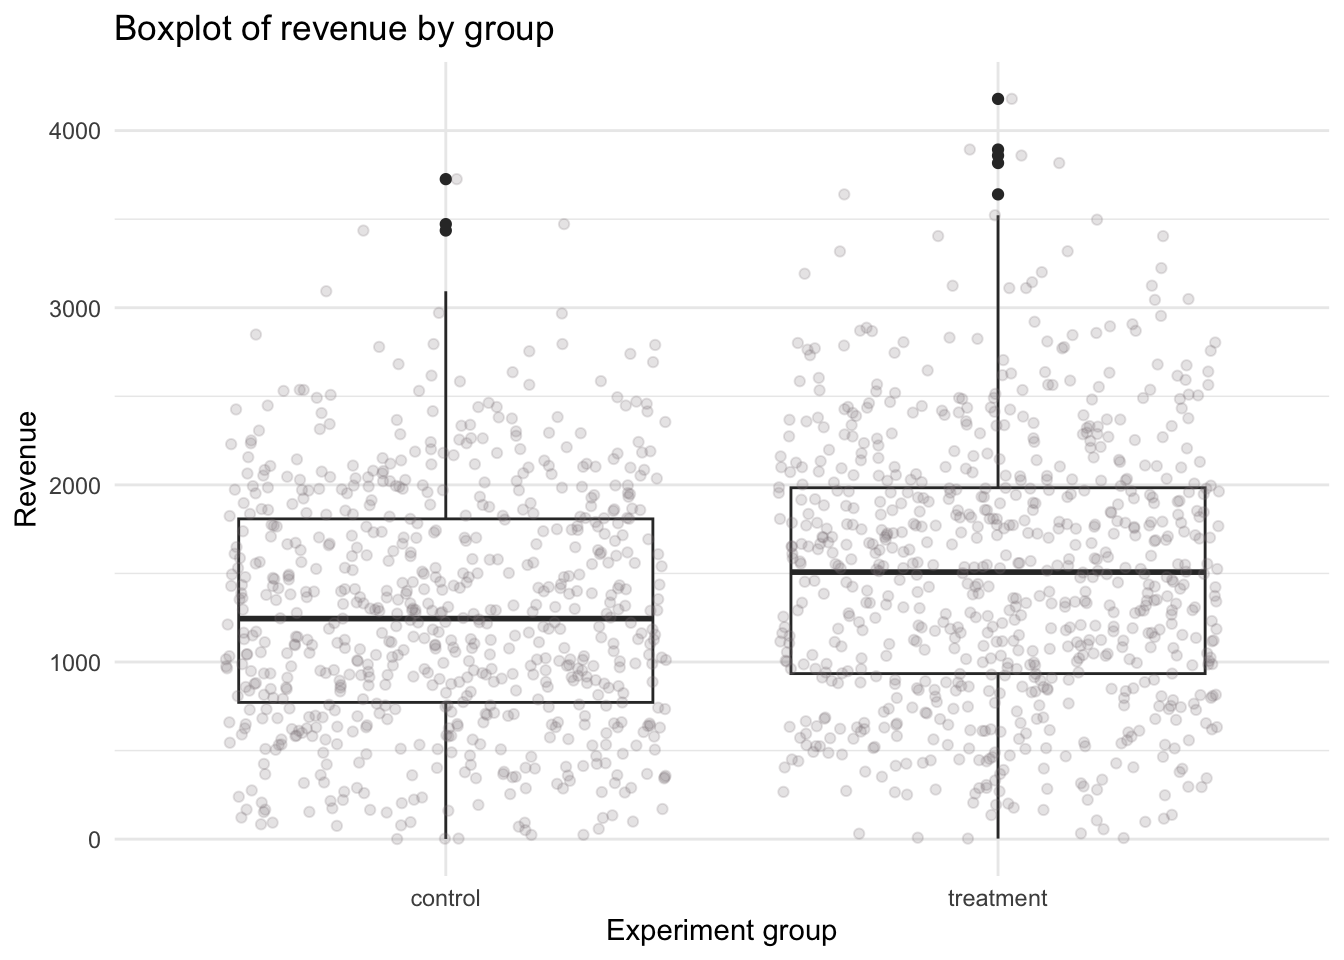 Boxplot of revenue by group
4000
3000
2000
1000
0
Revenue
control
treatment
Experiment group